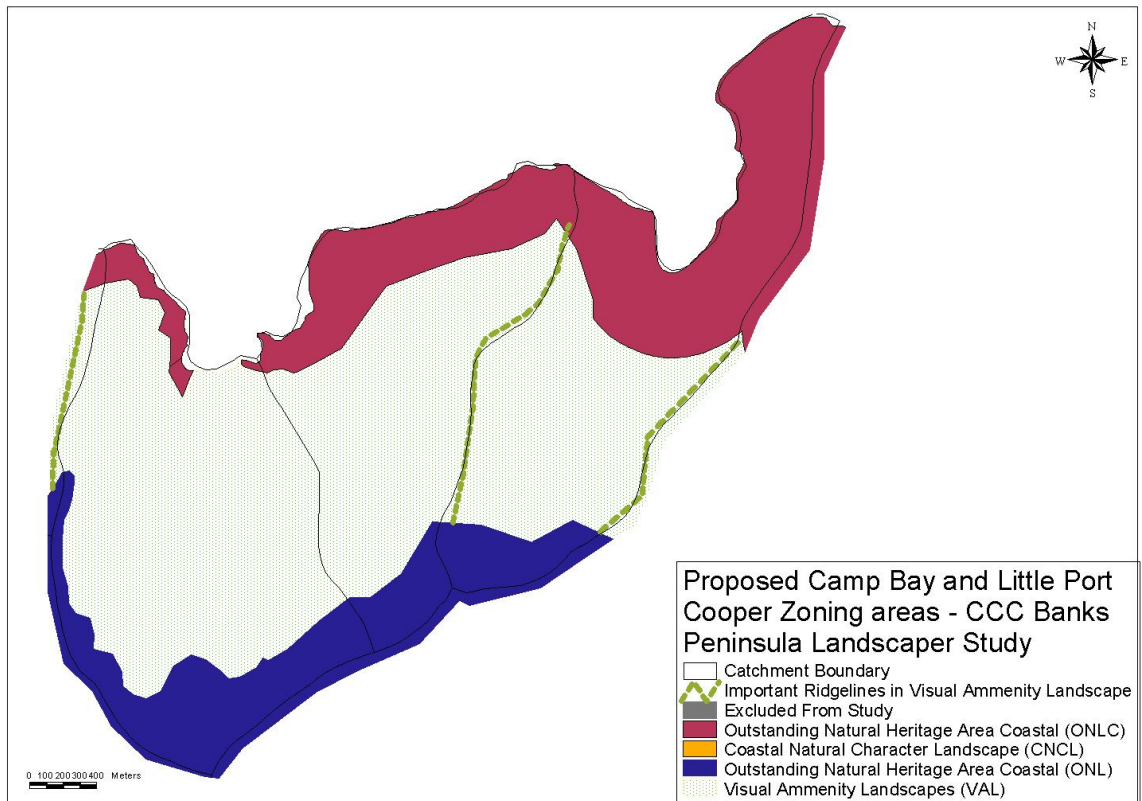 N
W E
S
Proposed Camp Bay and Little Port
Cooper Zoning areas - CCC Banks
Peninsula Landscaper Study
Catchment Boundary
Important Ridgelines in Visual Ammenity Landscape
Excluded From Study
Outstanding Natural Heritage Area Coastal (ONLC)
Coastal Natural Character Landscape (CNCL)
Outstanding Natural Heritage Area Coastal (ONL)
Visual Ammenity Landscapes (VAL)
0 100 200 300 400 Meters